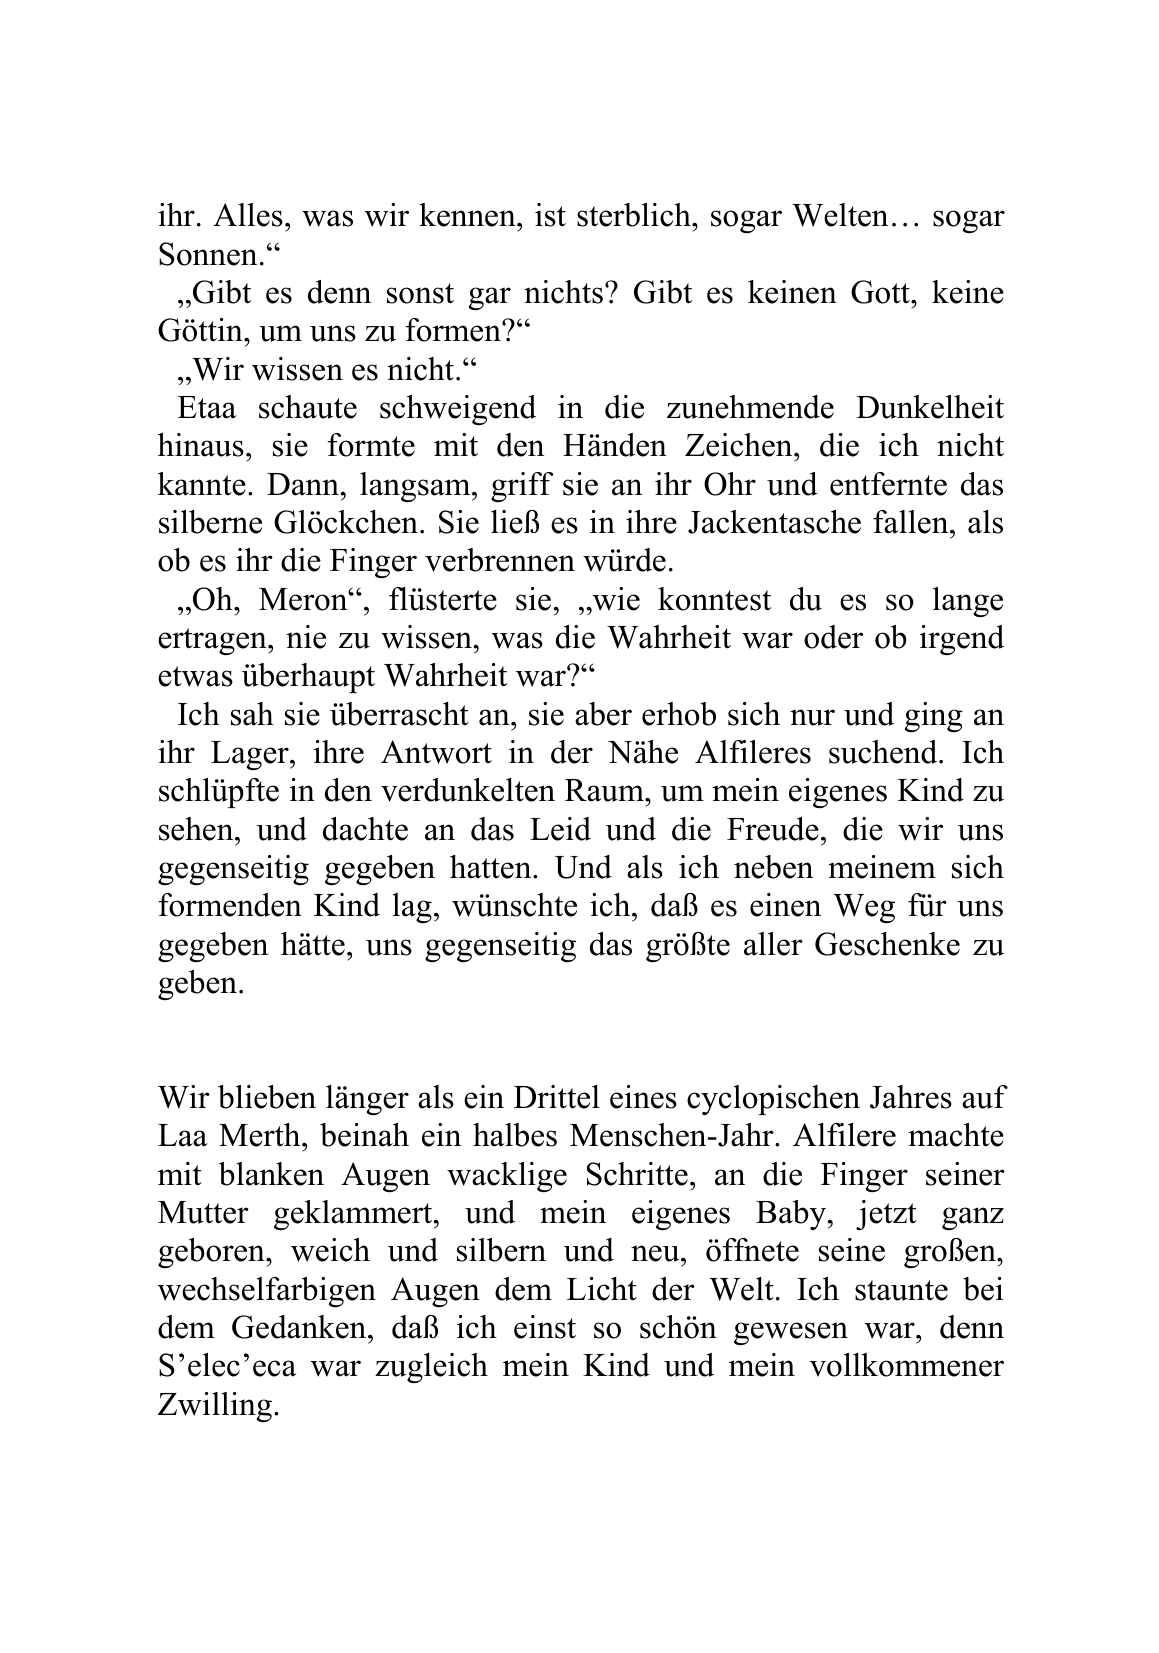 ihr. Alles, was wir kennen, ist sterblich, sogar Welten… sogar
Sonnen.“
„Gibt es denn sonst gar nichts? Gibt es keinen Gott, keine
Göttin, um uns zu formen?“
„Wir wissen es nicht.“
Etaa schaute schweigend in die zunehmende Dunkelheit
hinaus, sie formte mit den Händen Zeichen, die ich nicht
kannte. Dann, langsam, griff sie an ihr Ohr und entfernte das
silberne Glöckchen. Sie ließ es in ihre Jackentasche fallen, als
ob es ihr die Finger verbrennen würde.
„Oh, Meron“, flüsterte sie, „wie konntest du es so lange
ertragen, nie zu wissen, was die Wahrheit war oder ob irgend
etwas überhaupt Wahrheit war?“
Ich sah sie überrascht an, sie aber erhob sich nur und ging an
ihr Lager, ihre Antwort in der Nähe Alfileres suchend. Ich
schlüpfte in den verdunkelten Raum, um mein eigenes Kind zu
sehen, und dachte an das Leid und die Freude, die wir uns
gegenseitig gegeben hatten. Und als ich neben meinem sich
formenden Kind lag, wünschte ich, daß es einen Weg für uns
gegeben hätte, uns gegenseitig das größte aller Geschenke zu
geben.
Wir blieben länger als ein Drittel eines cyclopischen Jahres auf
Laa Merth, beinah ein halbes Menschen-Jahr. Alfilere machte
mit blanken Augen wacklige Schritte, an die Finger seiner
Mutter geklammert, und mein eigenes Baby, jetzt ganz
geboren, weich und silbern und neu, öffnete seine großen,
wechselfarbigen Augen dem Licht der Welt. Ich staunte bei
dem Gedanken, daß ich einst so schön gewesen war, denn
S’elec’eca war zugleich mein Kind und mein vollkommener
Zwilling.